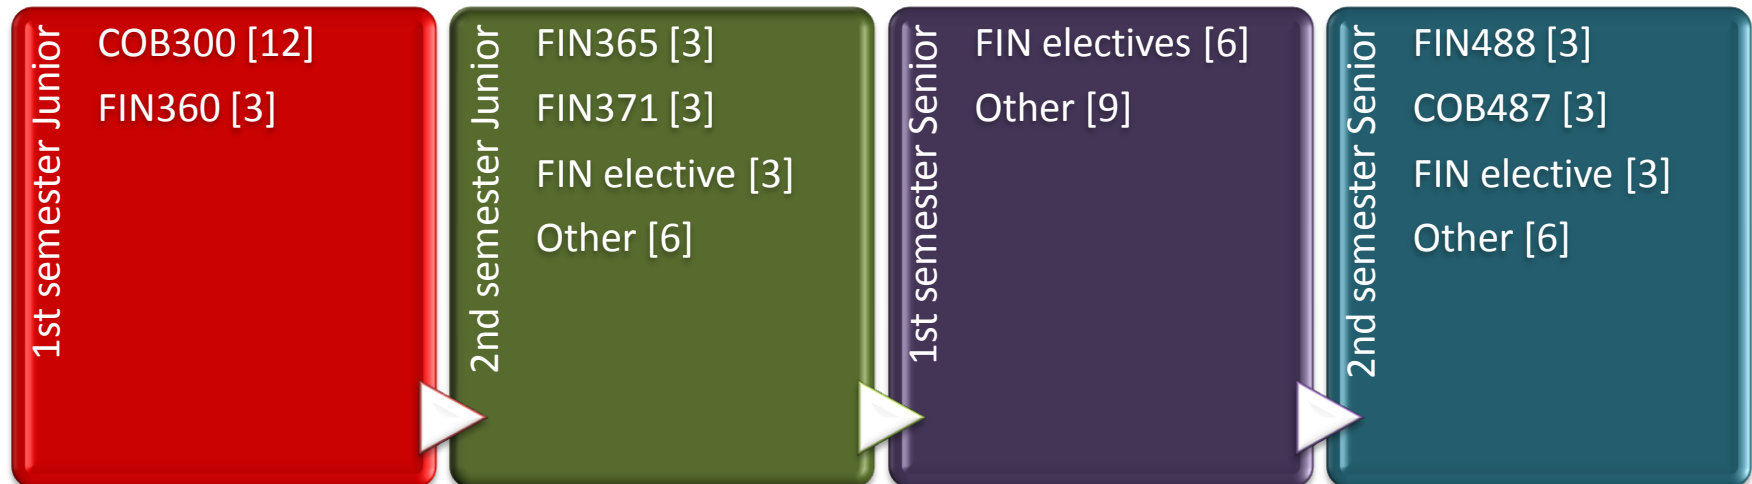 1st semester Junior
COB300 [12]
FIN360 [3]
2nd semester Junior
FIN365 [3]
FIN371 [3]
FIN elective [3]
Other [6]
1st semester Senior
FIN electives [6]
Other [9]
2nd semester Senior
FIN488 [3]
COB487 [3]
FIN elective [3]
Other [6]